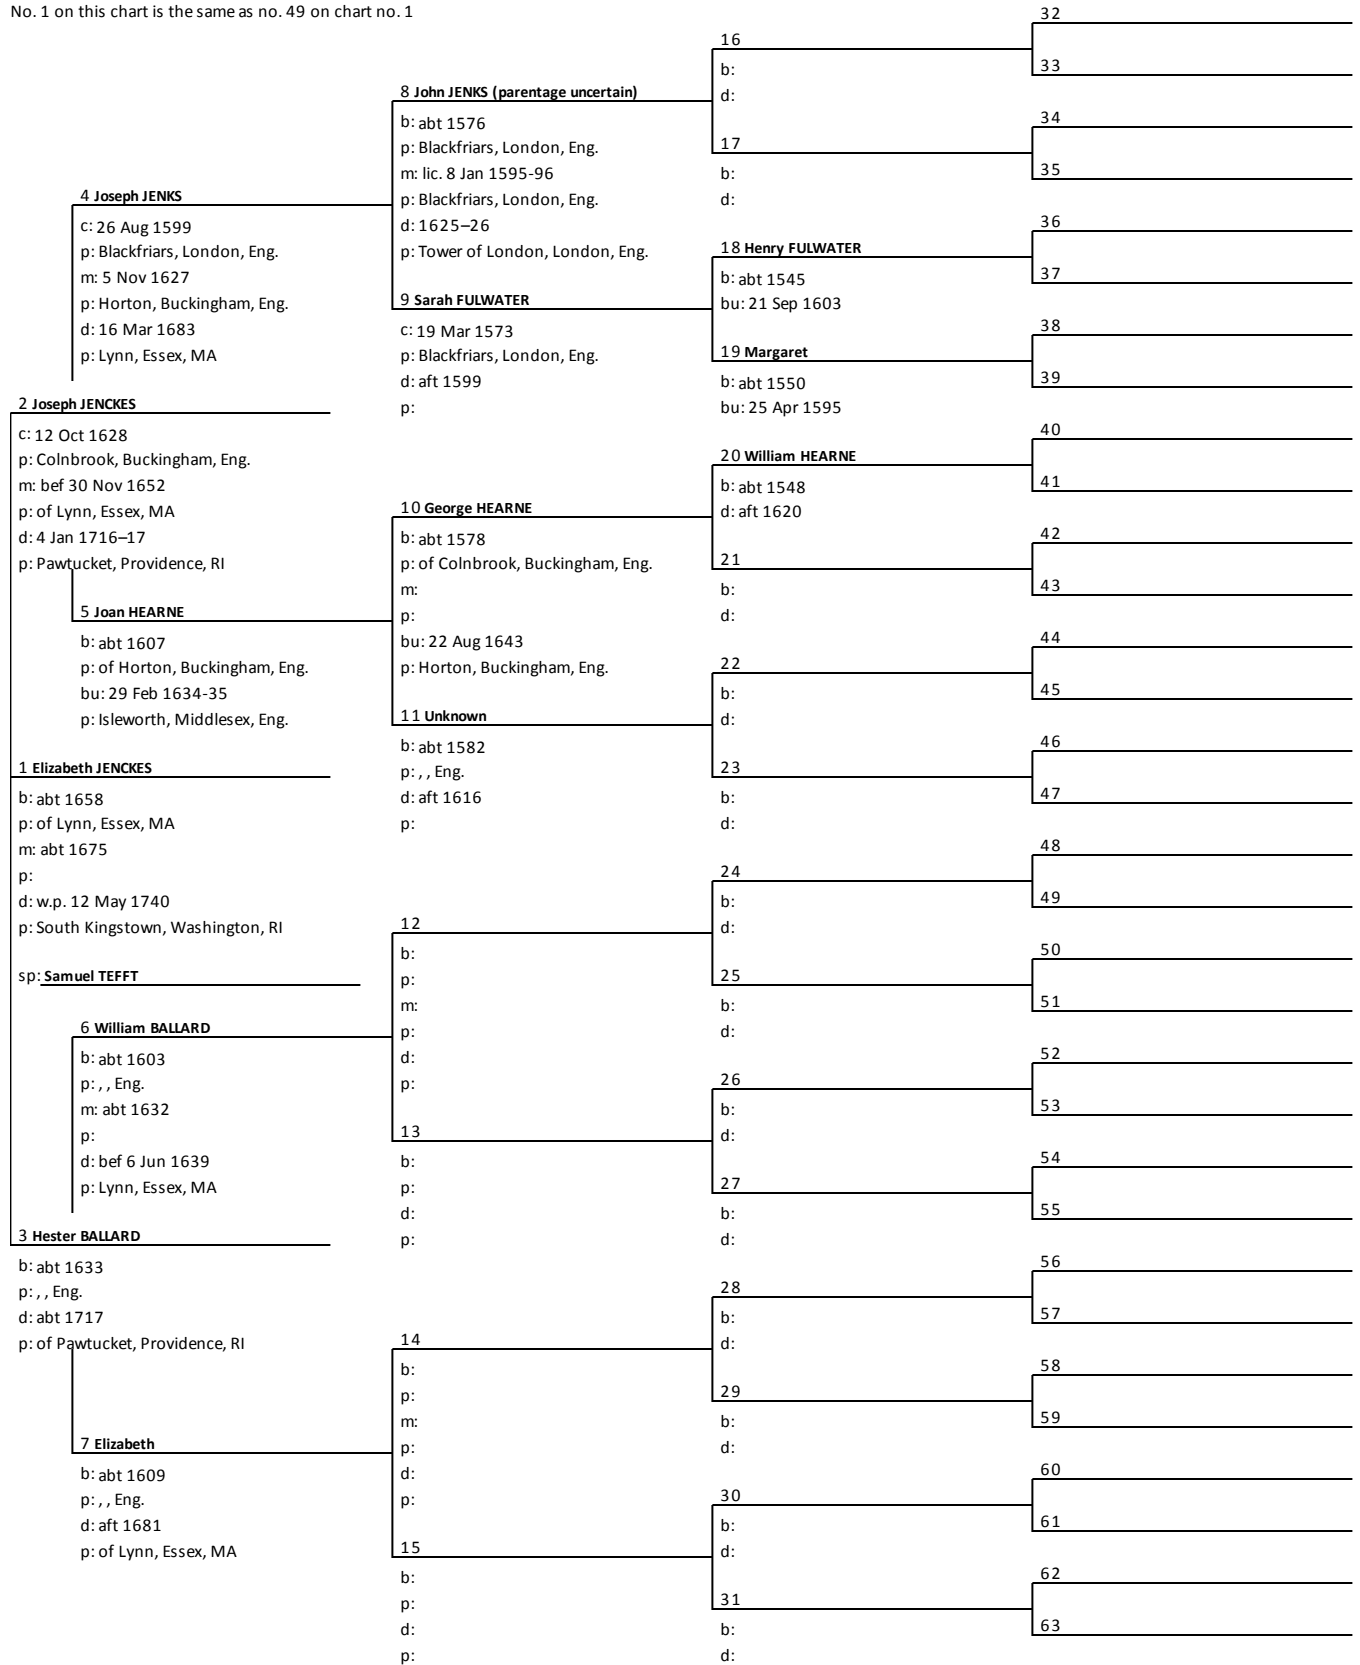 No. 1 on this chart is the same as no. 49 on chart no. 1
4 Joseph JENKS
c: 26 Aug 1599
p: Blackfriars, London, Eng.
m: 5 Nov 1627
p: Horton, Buckingham, Eng.
d: 16 Mar 1683
p: Lynn, Essex, MA
2 Joseph JENCKES
c: 12 Oct 1628
p: Colnbrook, Buckingham, Eng.
m: bef 30 Nov 1652
p: of Lynn, Essex, MA
d: 4 Jan 1716–17
p: Pawtucket, Providence, RI
5 Joan HEARNE
b: abt 1607
p: of Horton, Buckingham, Eng.
bu: 29 Feb 1634-35
p: Isleworth, Middlesex, Eng.
1 Elizabeth JENCKES
b: abt 1658
p: of Lynn, Essex, MA
m: abt 1675
p:
d: w.p. 12 May 1740
p: South Kingstown, Washington, RI
sp: Samuel TEFFT
6 William BALLARD
b: abt 1603
p: , , Eng.
m: abt 1632
p:
d: bef 6 Jun 1639
p: Lynn, Essex, MA
3 Hester BALLARD
b: abt 1633
p: , , Eng.
d: abt 1717
p: of Pawtucket, Providence, RI
7 Elizabeth
b: abt 1609
p: , , Eng.
d: aft 1681
p: of Lynn, Essex, MA
8 John JENKS (parentage uncertain)
b: abt 1576
p: Blackfriars, London, Eng.
m: lic. 8 Jan 1595-96
p: Blackfriars, London, Eng.
d: 1625–26
p: Tower of London, London, Eng.
9 Sarah FULWATER
c: 19 Mar 1573
p: Blackfriars, London, Eng.
d: aft 1599
p:
10 George HEARNE
b: abt 1578
p: of Colnbrook, Buckingham, Eng.
m:
p:
bu: 22 Aug 1643
p: Horton, Buckingham, Eng.
11 Unknown
b: abt 1582
p: , , Eng.
d: aft 1616
p:
12
b:
p:
m:
p:
d:
p:
13
b:
p:
d:
p:
14
b:
p:
m:
p:
d:
p:
15
b:
p:
d:
p:
16
b:
d:
17
b:
d:
18 Henry FULWATER
b: abt 1545
bu: 21 Sep 1603
19 Margaret
b: abt 1550
bu: 25 Apr 1595
20 William HEARNE
b: abt 1548
d: aft 1620
21
b:
d:
22
b:
d:
23
b:
d:
24
b:
d:
25
b:
d:
26
b:
d:
27
b:
d:
28
b:
d:
29
b:
d:
30
b:
d:
31
b:
d:
32
33
34
35
36
37
38
39
40
41
42
43
44
45
46
47
48
49
50
51
52
53
54
55
56
57
58
59
60
61
62
63